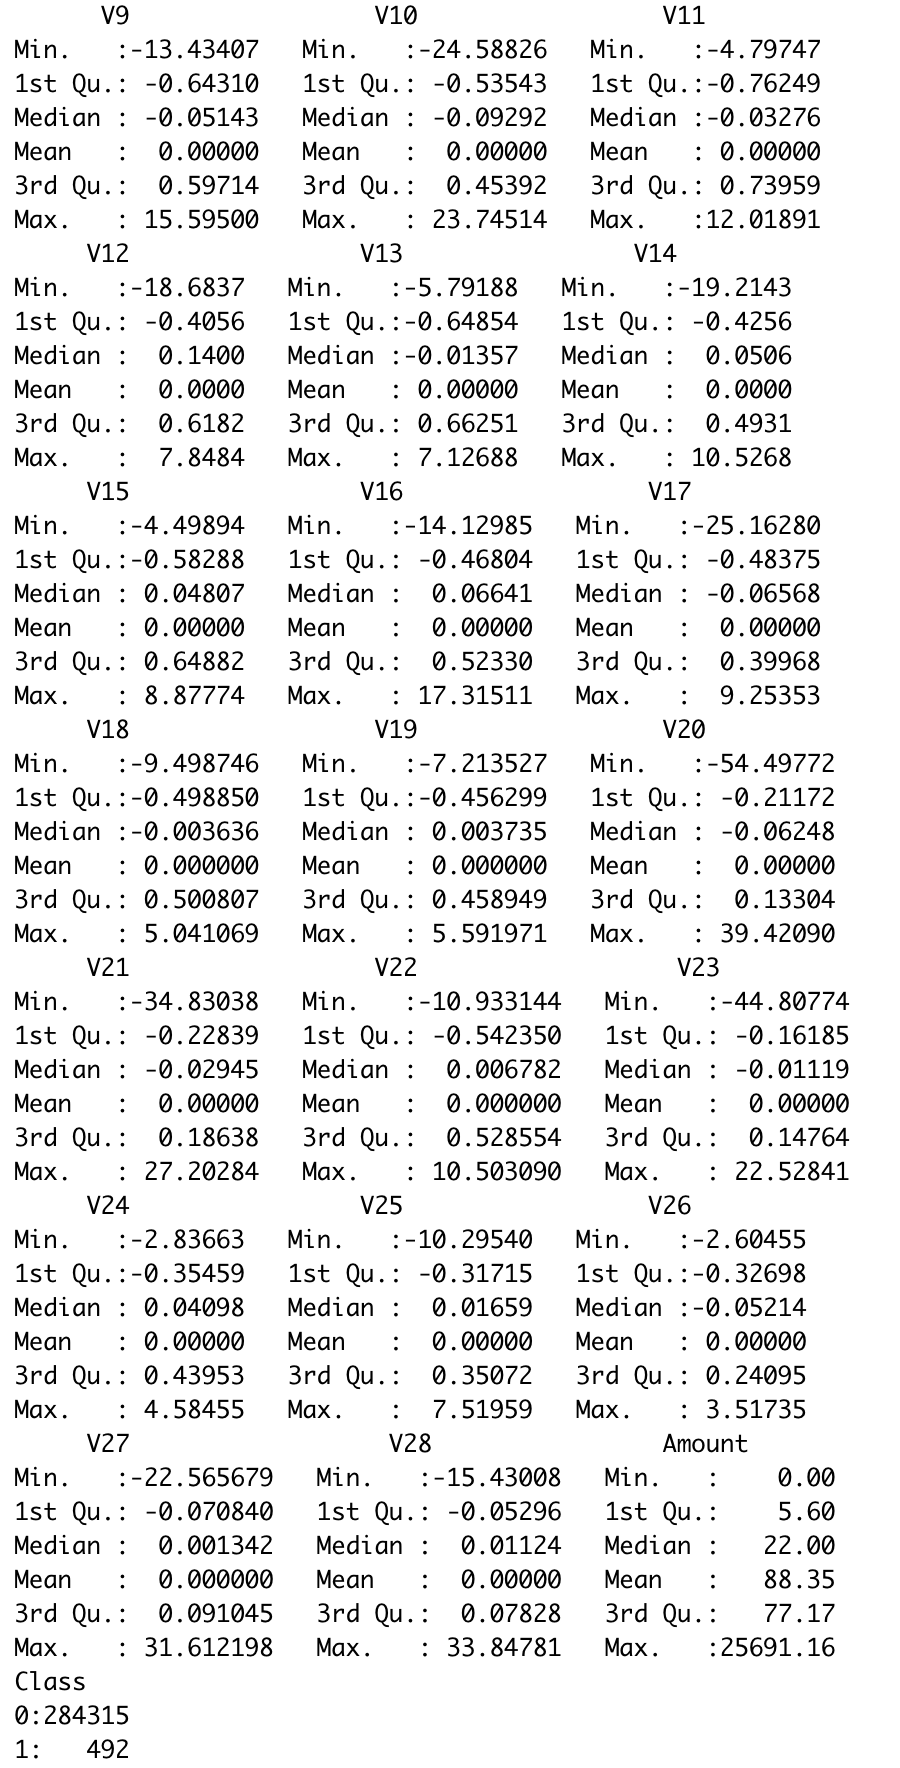 V9                 V10                 V11
 Min.   :-13.43407   Min.   :-24.58826   Min.   :-4.79747
 1st Qu.: -0.64310   1st Qu.: -0.53543   1st Qu.:-0.76249
 Median : -0.05143   Median : -0.09292   Median :-0.03276
 Mean   :  0.00000   Mean   :  0.00000   Mean   : 0.00000
 3rd Qu.:  0.59714   3rd Qu.:  0.45392   3rd Qu.: 0.73959
 Max.   : 15.59500   Max.   : 23.74514   Max.   :12.01891
      V12                V13                V14
 Min.   :-18.6837   Min.   :-5.79188   Min.   :-19.2143
 1st Qu.: -0.4056   1st Qu.:-0.64854   1st Qu.: -0.4256
 Median :  0.1400   Median :-0.01357   Median :  0.0506
 Mean   :  0.0000   Mean   : 0.00000   Mean   :  0.0000
 3rd Qu.:  0.6182   3rd Qu.: 0.66251   3rd Qu.:  0.4931
 Max.   :  7.8484   Max.   : 7.12688   Max.   : 10.5268
      V15                V16                 V17
 Min.   :-4.49894   Min.   :-14.12985   Min.   :-25.16280
 1st Qu.:-0.58288   1st Qu.: -0.46804   1st Qu.: -0.48375
 Median : 0.04807   Median :  0.06641   Median : -0.06568
 Mean   : 0.00000   Mean   :  0.00000   Mean   :  0.00000
 3rd Qu.: 0.64882   3rd Qu.:  0.52330   3rd Qu.:  0.39968
 Max.   : 8.87774   Max.   : 17.31511   Max.   :  9.25353
      V18                 V19                 V20
 Min.   :-9.498746   Min.   :-7.213527   Min.   :-54.49772
 1st Qu.:-0.498850   1st Qu.:-0.456299   1st Qu.: -0.21172
 Median :-0.003636   Median : 0.003735   Median : -0.06248
 Mean   : 0.000000   Mean   : 0.000000   Mean   :  0.00000
 3rd Qu.: 0.500807   3rd Qu.: 0.458949   3rd Qu.:  0.13304
 Max.   : 5.041069   Max.   : 5.591971   Max.   : 39.42090
      V21                 V22                  V23
 Min.   :-34.83038   Min.   :-10.933144   Min.   :-44.80774
 1st Qu.: -0.22839   1st Qu.: -0.542350   1st Qu.: -0.16185
 Median : -0.02945   Median :  0.006782   Median : -0.01119
 Mean   :  0.00000   Mean   :  0.000000   Mean   :  0.00000
 3rd Qu.:  0.18638   3rd Qu.:  0.528554   3rd Qu.:  0.14764
 Max.   : 27.20284   Max.   : 10.503090   Max.   : 22.52841
      V24                V25                 V26
 Min.   :-2.83663   Min.   :-10.29540   Min.   :-2.60455
 1st Qu.:-0.35459   1st Qu.: -0.31715   1st Qu.:-0.32698
 Median : 0.04098   Median :  0.01659   Median :-0.05214
 Mean   : 0.00000   Mean   :  0.00000   Mean   : 0.00000
 3rd Qu.: 0.43953   3rd Qu.:  0.35072   3rd Qu.: 0.24095
 Max.   : 4.58455   Max.   :  7.51959   Max.   : 3.51735
      V27                  V28                Amount
 Min.   :-22.565679   Min.   :-15.43008   Min.   :    0.00
 1st Qu.: -0.070840   1st Qu.: -0.05296   1st Qu.:    5.60
 Median :  0.001342   Median :  0.01124   Median :   22.00
 Mean   :  0.000000   Mean   :  0.00000   Mean   :   88.35
 3rd Qu.:  0.091045   3rd Qu.:  0.07828   3rd Qu.:   77.17
 Max.   : 31.612198   Max.   : 33.84781   Max.   :25691.16
 Class
 0:284315
 1:   492